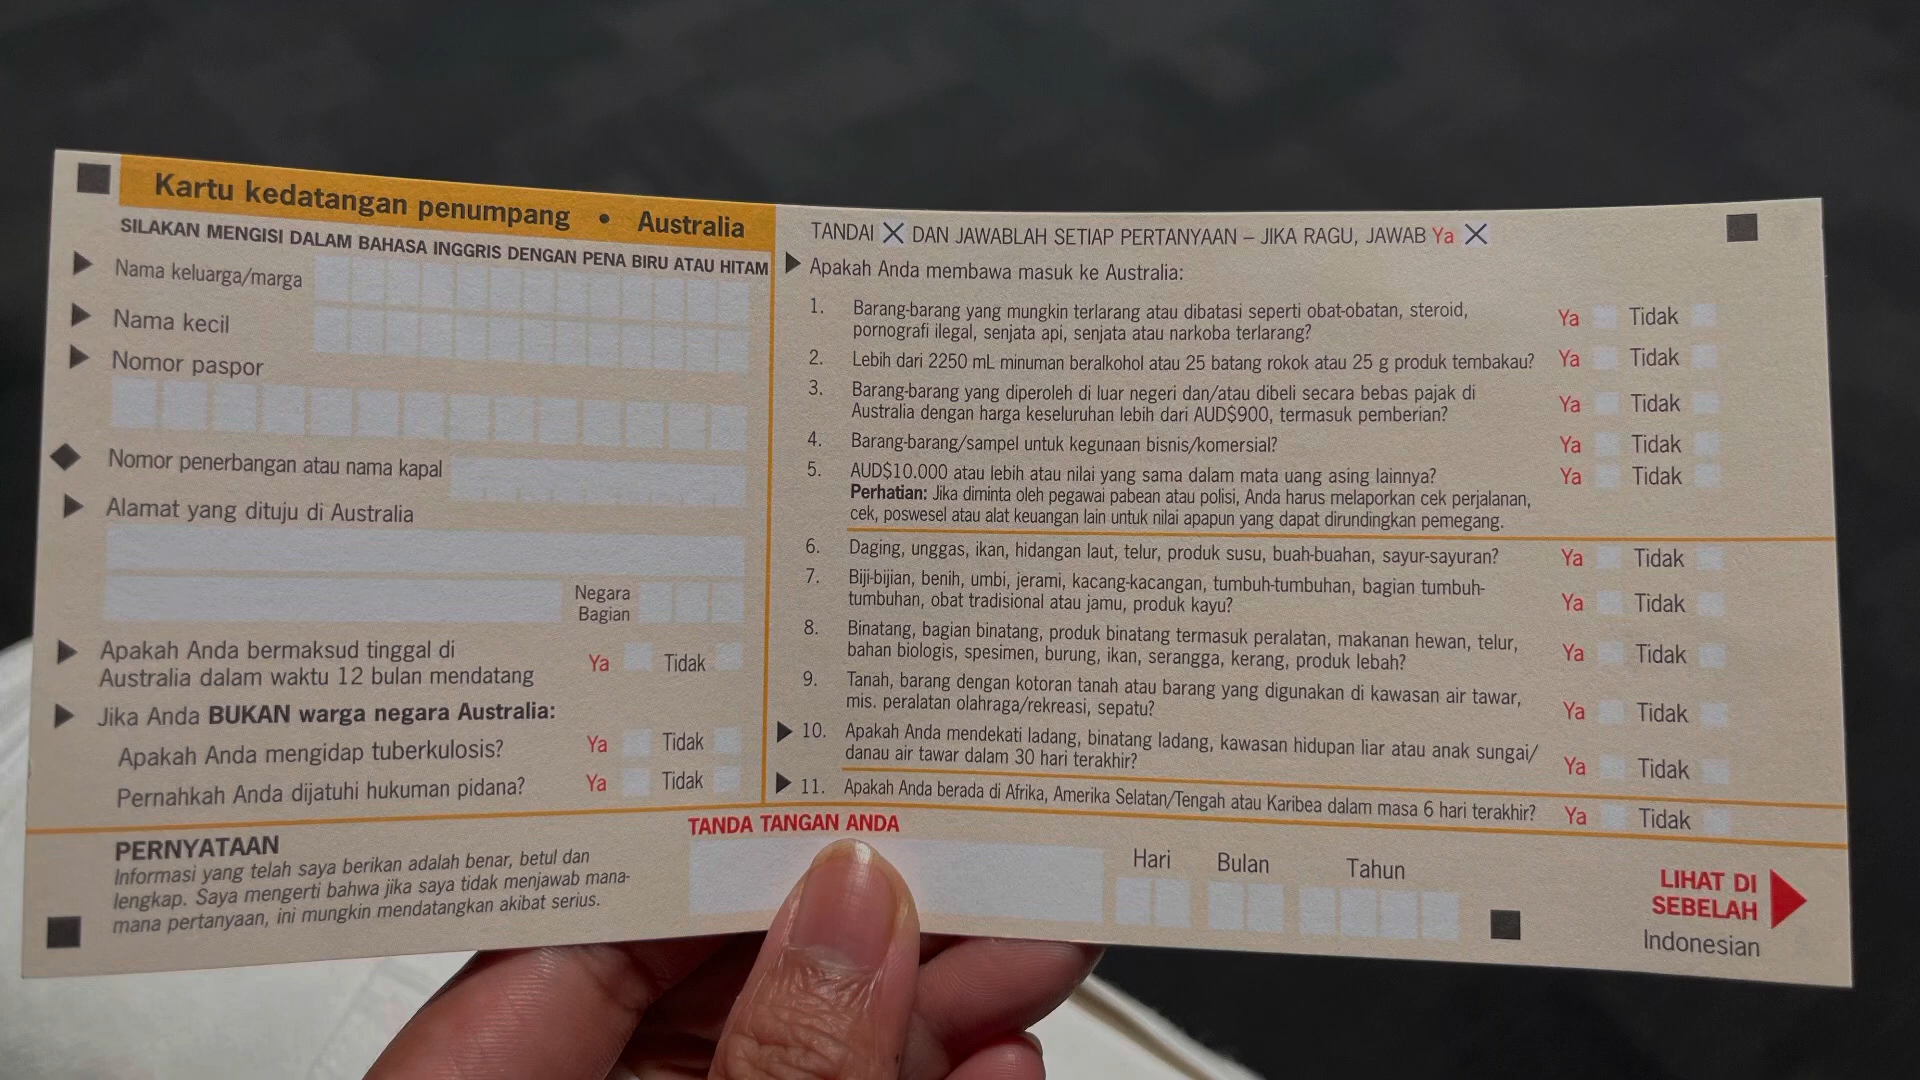 Kartu kedatangan penumpang • Australia
SILAKAN MENGISI DALAM BAHASA INGGRIS DENGAN PENA BIRU ATAU HITAM
Nama keluarga/marga
Nama kecil
Nomor paspor
Nomor penerbangan atau nama kapal
Alamat yang dituju di Australia
Negara
Bagian
Apakah Anda bermaksud tinggal di
Australia dalam waktu 12 bulan mendatang Ya Tidak
Jika Anda BUKAN warga negara Australia:
Apakah Anda mengidap tuberkulosis? Ya Tidak
Pernahkah Anda dijatuhi hukuman pidana? Ya Tidak
TANDAI X DAN JAWABLAH SETIAP PERTANYAAN – JIKA RAGU, JAWAB Ya X
Apakah Anda membawa masuk ke Australia:
1. Barang-barang yang mungkin terlarang atau dibatasi seperti obat-obatan, steroid,
pornografi ilegal, senjata api, senjata atau narkoba terlarang? Ya Tidak
2. Lebih dari 2250 mL minuman beralkohol atau 25 batang rokok atau 25 g produk tembakau? Ya Tidak
3. Barang-barang yang diperoleh di luar negeri dan/atau dibeli secara bebas pajak di
Australia dengan harga keseluruhan lebih dari AUD$900, termasuk pemberian? Ya Tidak
4. Barang-barang/sampel untuk kegunaan bisnis/komersial? Ya Tidak
5. AUD$10.000 atau lebih atau nilai yang sama dalam mata uang asing lainnya? Ya Tidak
Perhatian: Jika diminta oleh pegawai pabean atau polisi, Anda harus melaporkan cek perjalanan,
cek, poswesel atau alat keuangan lain untuk nilai apapun yang dapat dirundingkan pemegang.
6. Daging, unggas, ikan, hidangan laut, telur, produk susu, buah-buahan, sayur-sayuran? Ya Tidak
7. Biji-bijian, benih, umbi, jerami, kacang-kacangan, tumbuh-tumbuhan, bagian tumbuh-
tumbuhan, obat tradisional atau jamu, produk kayu? Ya Tidak
8. Binatang, bagian binatang, produk binatang termasuk peralatan, makanan hewan, telur,
bahan biologis, spesimen, burung, ikan, serangga, kerang, produk lebah? Ya Tidak
9. Tanah, barang dengan kotoran tanah atau barang yang digunakan di kawasan air tawar,
mis. peralatan olahraga/rekreasi, sepatu? Ya Tidak
10. Apakah Anda mendekati ladang, binatang ladang, kawasan hidupan liar atau anak sungai/
danau air tawar dalam 30 hari terakhir? Ya Tidak
11. Apakah Anda berada di Afrika, Amerika Selatan/Tengah atau Karibea dalam masa 6 hari terakhir? Ya Tidak
PERNYATAAN
Informasi yang telah saya berikan adalah benar, betul dan
lengkap. Saya mengerti bahwa jika saya tidak menjawab mana-
mana pertanyaan, ini mungkin mendatangkan akibat serius.
TANDA TANGAN ANDA
Hari Bulan Tahun
LIHAT DI
SEBELAH
Indonesian